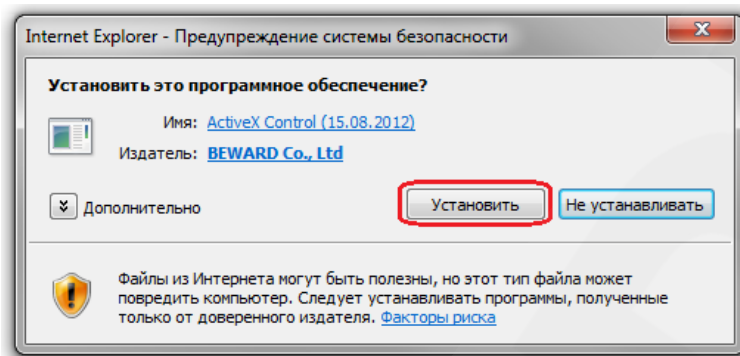 Internet Explorer - Предупреждение системы безопасности
Установить это программное обеспечение?
Имя: ActiveX Control (15.08.2012)
Издатель: BEWARD Co., Ltd
Дополнительно
Установить
Не устанавливать
Файлы из Интернета могут быть полезны, но этот тип файла может
повредить компьютер. Следует устанавливать программы, полученные
только от доверенного издателя. Факторы риска